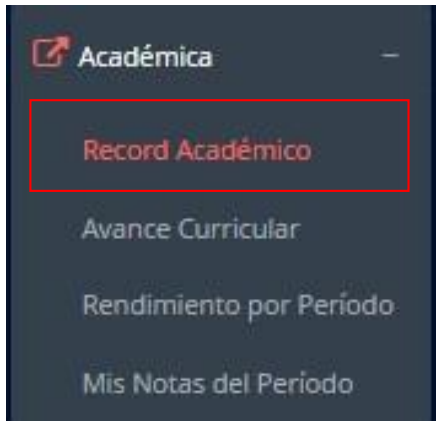 Académica
Record Académico
Avance Curricular
Rendimiento por Período
Mis Notas del Período